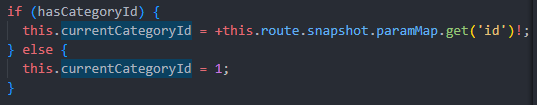 if (hasCategoryId) {
this.currentCategoryId = +this.route.snapshot.paramMap.get('id')!;
} else {
this.currentCategoryId = 1;
}